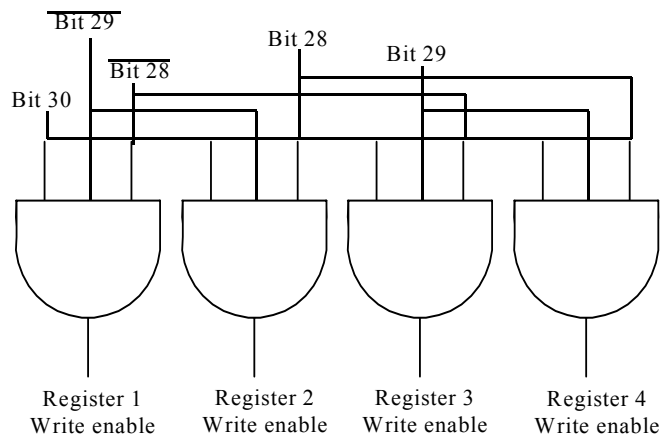 Bit 29
Bit 28
Bit 28
Bit 29
Bit 30
Register 1
Write enable
Register 2
Write enable
Register 3
Write enable
Register 4
Write enable